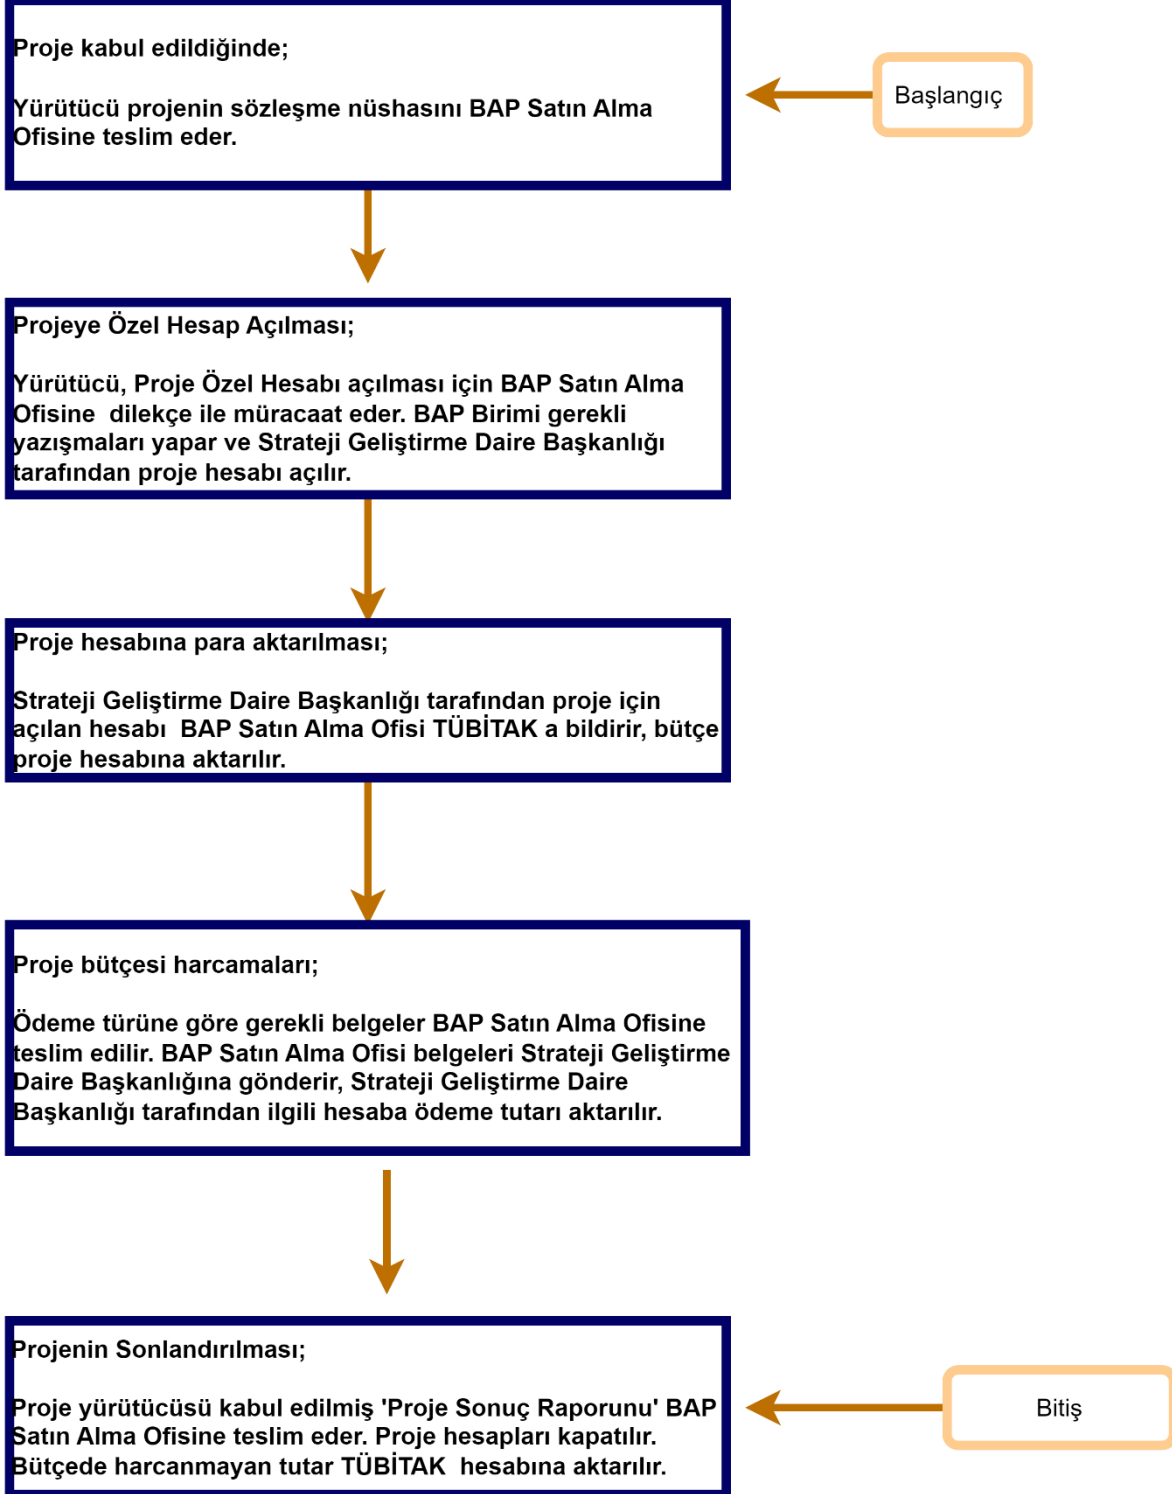 Proje kabul edildiğinde;
Yürütücü projenin sözleşme nüshasını BAP Satın Alma
Ofisine teslim eder.
Başlangıç
Projeye Özel Hesap Açılması;
Yürütücü, Proje Özel Hesabı açılması için BAP Satın Alma
Ofisine  dilekçe ile müracaat eder. BAP Birimi gerekli
yazışmaları yapar ve Strateji Geliştirme Daire Başkanlığı
tarafından proje hesabı açılır.
Proje hesabına para aktarılması;
Strateji Geliştirme Daire Başkanlığı tarafından proje için
açılan hesabı  BAP Satın Alma Ofisi TÜBİTAK a bildirir, bütçe
proje hesabına aktarılır.
Proje bütçesi harcamaları;
Ödeme türüne göre gerekli belgeler BAP Satın Alma Ofisine
teslim edilir. BAP Satın Alma Ofisi belgeleri Strateji Geliştirme
Daire Başkanlığına gönderir, Strateji Geliştirme Daire
Başkanlığı tarafından ilgili hesaba ödeme tutarı aktarılır.
Projenin Sonlandırılması;
Proje yürütücüsü kabul edilmiş 'Proje Sonuç Raporunu' BAP
Satın Alma Ofisine teslim eder. Proje hesapları kapatılır.
Bütçede harcanmayan tutar TÜBİTAK  hesabına aktarılır.
Bitiş